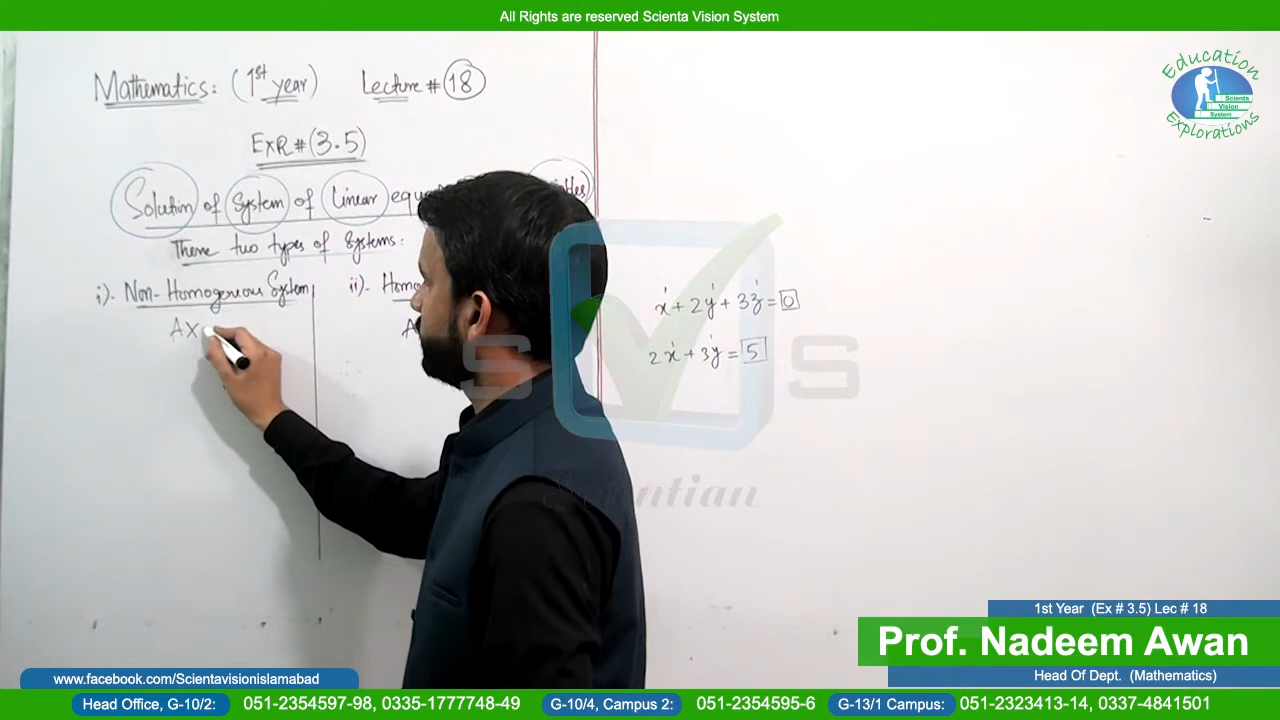 All Rights are reserved Scienta Vision System
Mathematics: (1st year) Lecture # 18
ExR # (3.5)
Solution of System of Linear
There two types of Systems:
i)- Non-Homogeneous System
ii)-
AX
x + 2y + 3z = 0
2x + 3y = 5
Education
Scienta
Vision
System
Explorations
S S
Scientian
1st Year (Ex # 3.5) Lec # 18
Prof. Nadeem Awan
Head Of Dept. (Mathematics)
www.facebook.com/Scientavisionislamabad
Head Office, G-10/2: 051-2354597-98, 0335-1777748-49 G-10/4, Campus 2: 051-2354595-6 G-13/1 Campus: 051-2323413-14, 0337-4841501